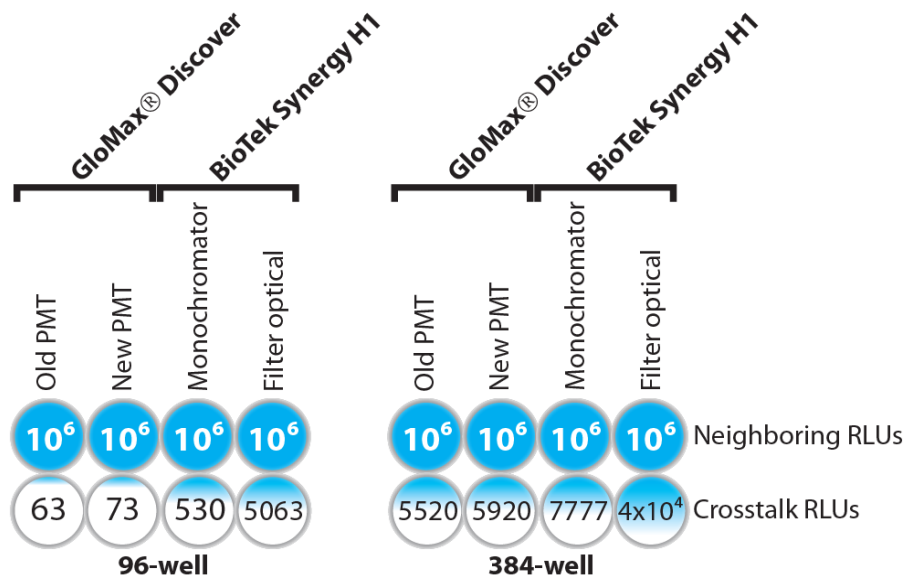 GloMax® Discover
BioTek Synergy H1
GloMax® Discover
BioTek Synergy H1
Old PMT
New PMT
Monochromator
Filter optical
Old PMT
New PMT
Monochromator
Filter optical
10⁶ 10⁶ 10⁶ 10⁶
10⁶ 10⁶ 10⁶ 10⁶ Neighboring RLUs
63 73 530 5063
5520 5920 7777 4x10⁴ Crosstalk RLUs
96-well
384-well